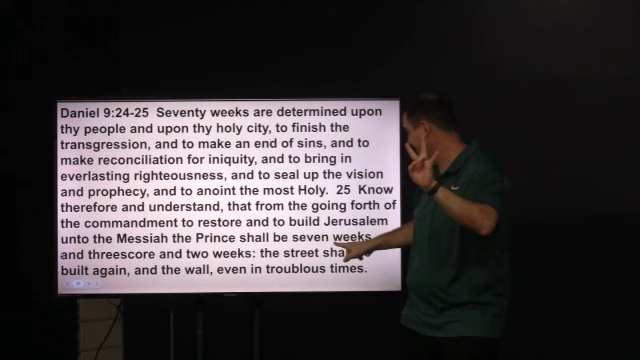 Daniel 9:24-25 Seventy weeks are determined upon
thy people and upon thy holy city, to finish the
transgression, and to make an end of sins, and to
make reconciliation for iniquity, and to bring in
everlasting righteousness, and to seal up the vision
and prophecy, and to anoint the most Holy. 25 Know
therefore and understand, that from the going forth of
the commandment to restore and to build Jerusalem
unto the Messiah the Prince shall be seven weeks
and threescore and two weeks: the street
built again, and the wall, even in troublous times.